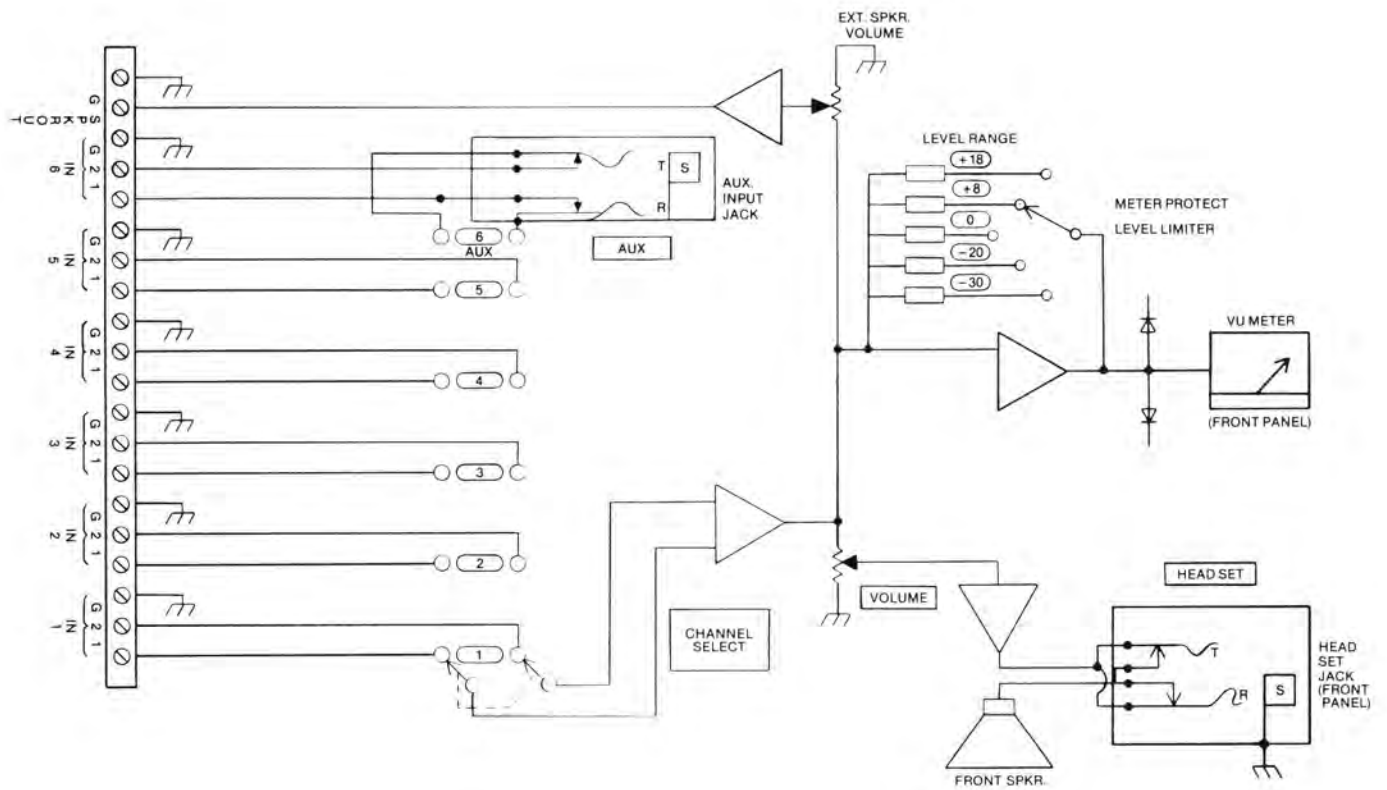 EXT. SPKR.
VOLUME
SPKR OUT
G
IN 6
G 2 1
IN 5
G 2 1
IN 4
G 2 1
IN 3
G 2 1
IN 2
G 2 1
IN 1
G 2 1
T
R
S
AUX.
INPUT
JACK
AUX
6
AUX
5
4
3
2
1
LEVEL RANGE
+18
+8
0
-20
-30
METER PROTECT
LEVEL LIMITER
VU METER
(FRONT PANEL)
CHANNEL
SELECT
VOLUME
HEAD SET
T
R
S
HEAD
SET
JACK
(FRONT
PANEL)
FRONT SPKR.